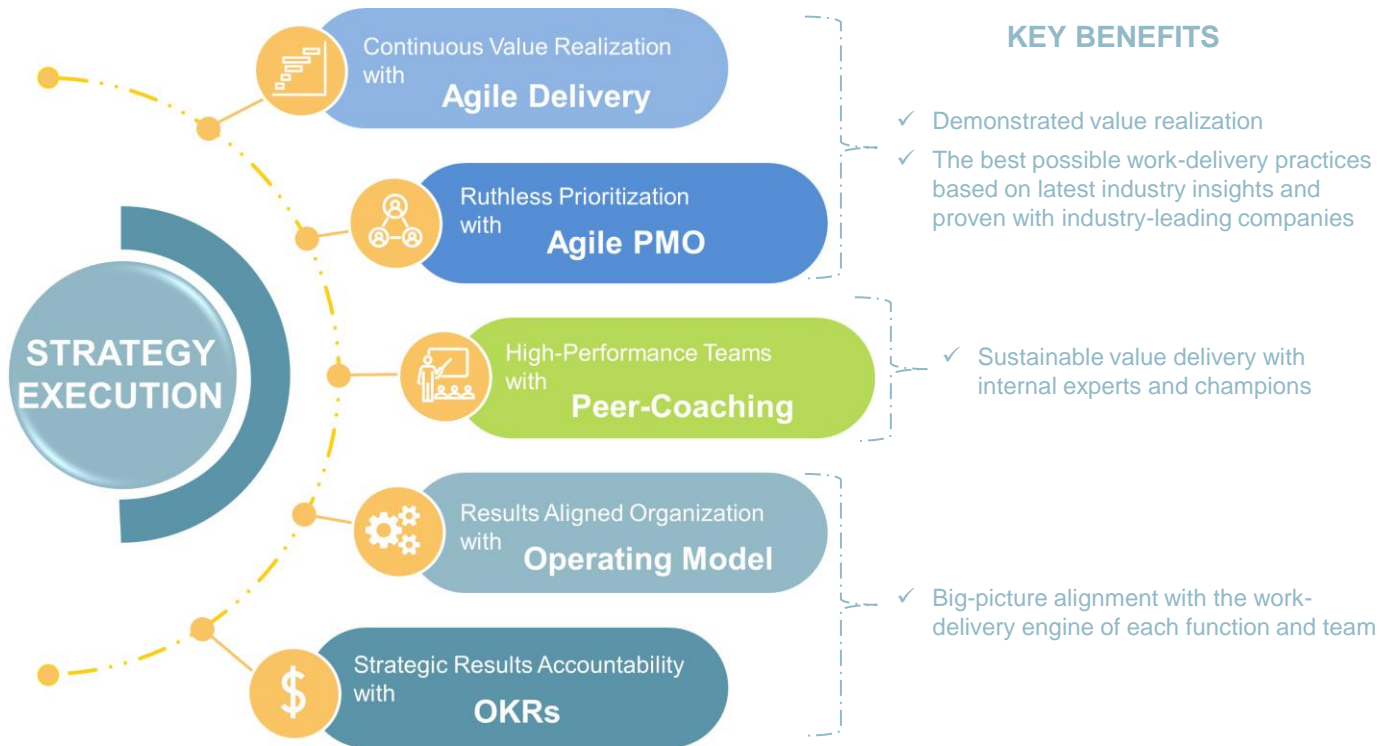 KEY BENEFITS
Continuous Value Realization
with
Agile Delivery
✓ Demonstrated value realization
✓ The best possible work-delivery practices
based on latest industry insights and
proven with industry-leading companies
Ruthless Prioritization
with
Agile PMO
STRATEGY
EXECUTION
High-Performance Teams
with
Peer-Coaching
✓ Sustainable value delivery with
internal experts and champions
Results Aligned Organization
with
Operating Model
✓ Big-picture alignment with the work-
delivery engine of each function and team
Strategic Results Accountability
with
OKRs
$